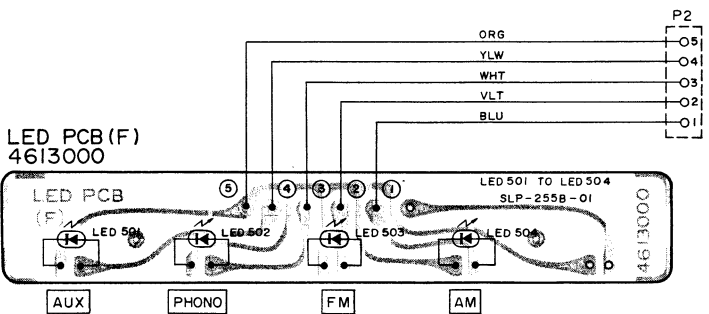 P2
ORG
5
YLW
4
WHT
3
VLT
2
BLU
1
LED PCB (F)
4613000
5 4 3 2 1
LED 501 TO LED 504
SLP-255B-01
LED PCB
(F)
4613000
LED 501
LED 502
LED 503
LED 504
AUX
PHONO
FM
AM